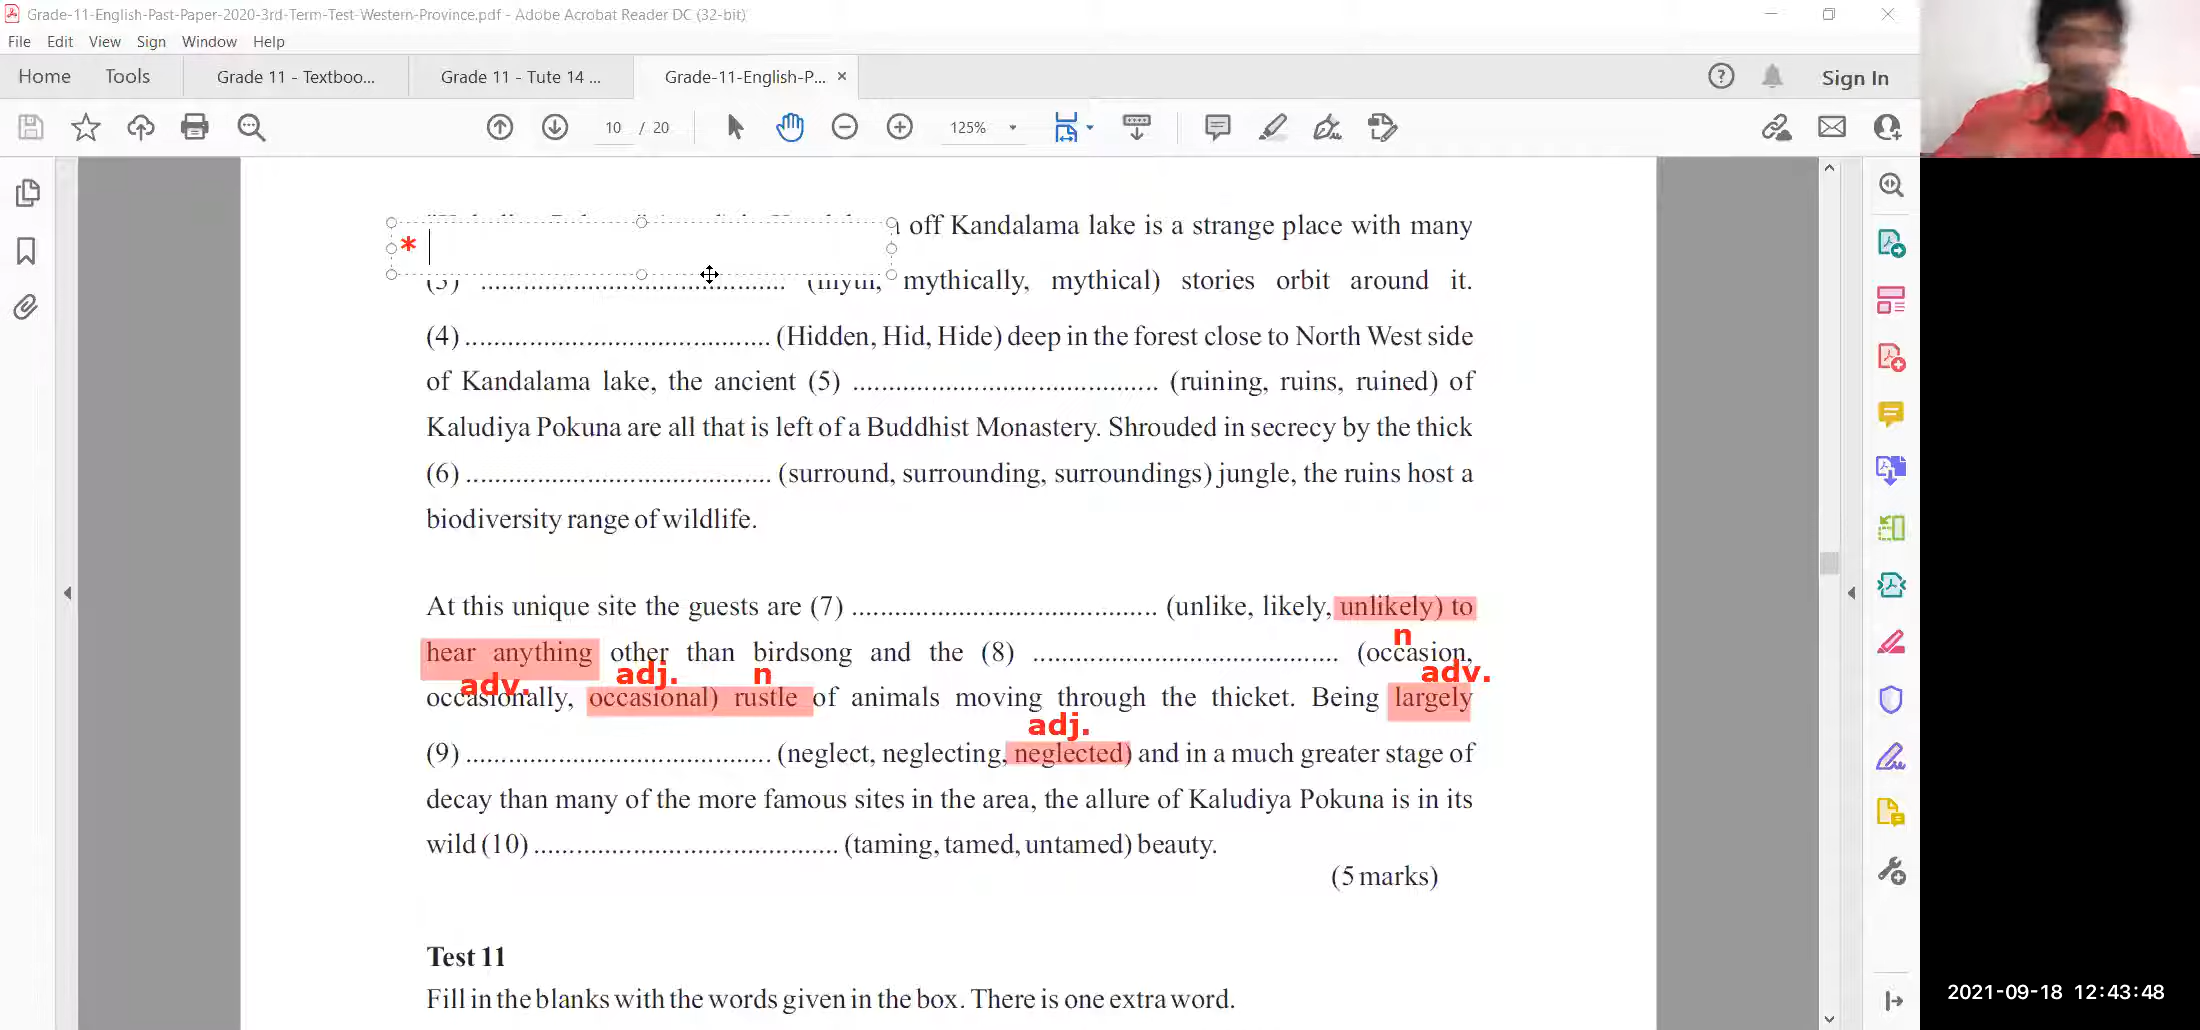 Grade-11-English-Past-Paper-2020-3rd-Term-Test-Western-Province.pdf - Adobe Acrobat Reader DC (32-bit)
File Edit View Sign Window Help
Home Tools Grade 11 - Textboo... Grade 11 - Tute 14 ... Grade-11-English-P... × Sign In
10 / 20 125%
off Kandalama lake is a strange place with many
*
(3) ........................................... (myth, mythically, mythical) stories orbit around it.
(4) ........................................... (Hidden, Hid, Hide) deep in the forest close to North West side
of Kandalama lake, the ancient (5) ........................................... (ruining, ruins, ruined) of
Kaludiya Pokuna are all that is left of a Buddhist Monastery. Shrouded in secrecy by the thick
(6) ........................................... (surround, surrounding, surroundings) jungle, the ruins host a
biodiversity range of wildlife.
At this unique site the guests are (7) ........................................... (unlike, likely, unlikely) to
n
hear anything other than birdsong and the (8) ........................................... (occasion,
adv. adj. n adv.
occasionally, occasional) rustle of animals moving through the thicket. Being largely
adj.
(9) ........................................... (neglect, neglecting, neglected) and in a much greater stage of
decay than many of the more famous sites in the area, the allure of Kaludiya Pokuna is in its
wild (10) ........................................... (taming, tamed, untamed) beauty.
(5 marks)
Test 11
Fill in the blanks with the words given in the box. There is one extra word.
2021-09-18 12:43:48